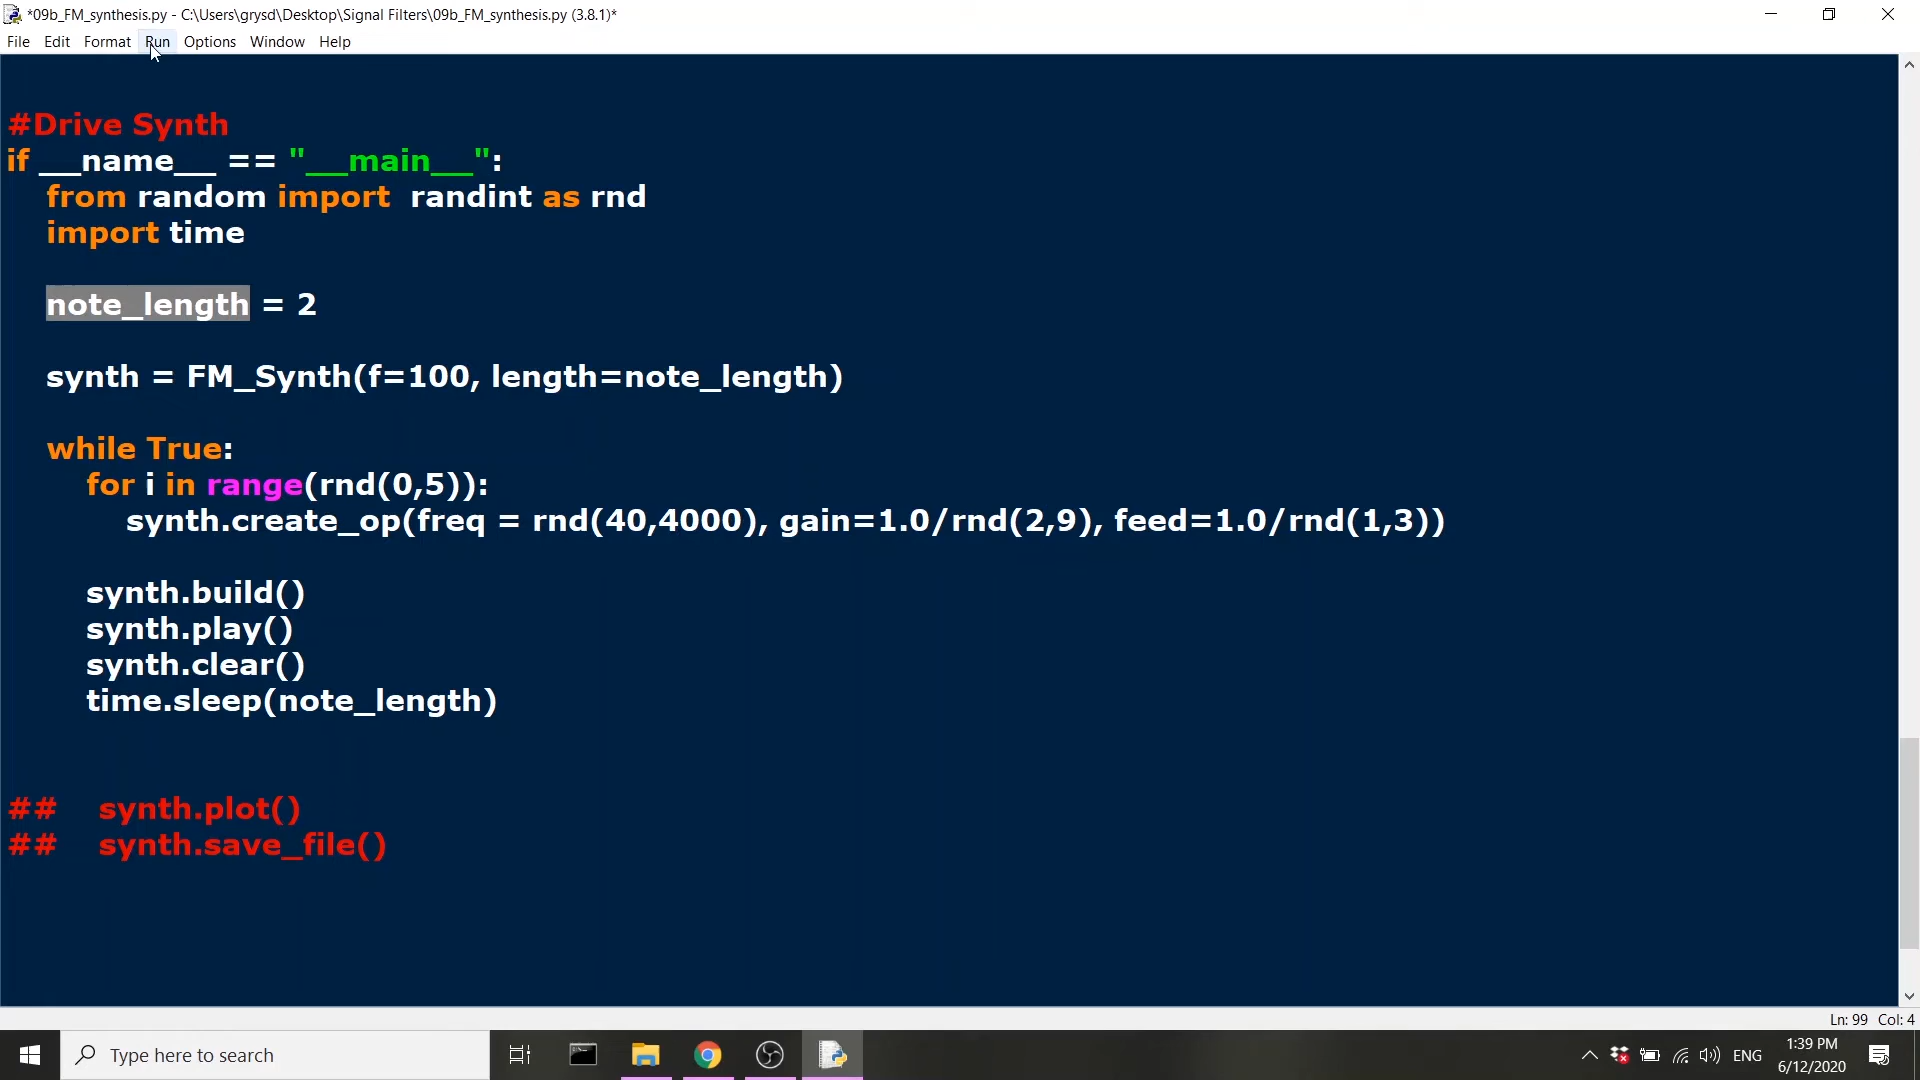 *09b_FM_synthesis.py - C:\Users\grysd\Desktop\Signal Filters\09b_FM_synthesis.py (3.8.1)*
File Edit Format Run Options Window Help
#Drive Synth
if __name__ == "__main__":
from random import  randint as rnd
import time
note_length = 2
synth = FM_Synth(f=100, length=note_length)
while True:
for i in range(rnd(0,5)):
synth.create_op(freq = rnd(40,4000), gain=1.0/rnd(2,9), feed=1.0/rnd(1,3))
synth.build()
synth.play()
synth.clear()
time.sleep(note_length)
## synth.plot()
## synth.save_file()
Ln: 99 Col: 4
Type here to search
ENG
1:39 PM
6/12/2020